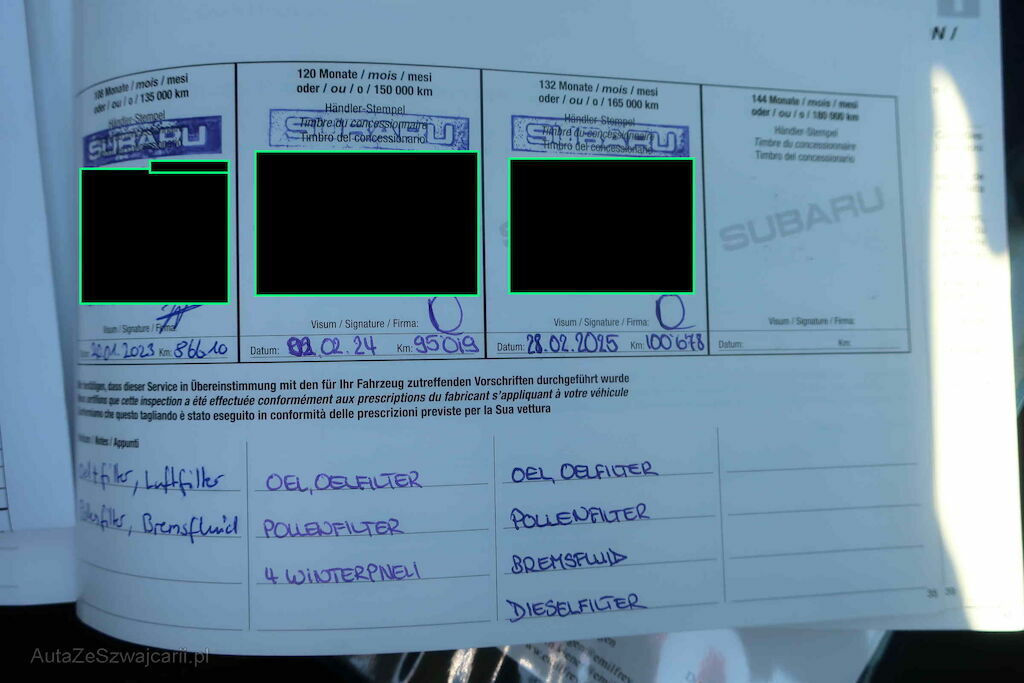 N /
108 Monate / mois / mesi
oder / ou / o / 135 000 km
Händler-Stempel
SUBARU
Visum / Signature / Firma:
20.01.2023 Km: 86610
120 Monate / mois / mesi
oder / ou / o / 150 000 km
Händler-Stempel
Timbre du concessionnaire
Timbro del concessionario
SUBARU
Visum / Signature / Firma:
Datum: 02.02.24 Km: 95019
132 Monate / mois / mesi
oder / ou / o / 165 000 km
Händler-Stempel
Timbre du concessionnaire
Timbro del concessionario
SUBARU
Visum / Signature / Firma:
Datum: 28.02.2025 Km: 100'678
144 Monate / mois / mesi
oder / ou / o / 180 000 km
Händler-Stempel
Timbre du concessionnaire
Timbro del concessionario
SUBARU
Visum / Signature / Firma:
Datum: Km:
dass dieser Service in Übereinstimmung mit den für Ihr Fahrzeug zutreffenden Vorschriften durchgeführt wurde
que cette inspection a été effectuée conformément aux prescriptions du fabricant s'appliquant à votre véhicule
che questo tagliando è stato eseguito in conformità delle prescrizioni previste per la Sua vettura
/ Notes / Appunti
Luftfilter
Bremsfluid
OEL, OELFILTER
POLLENFILTER
4 WINTERPNELI
OEL, OELFILTER
POLLENFILTER
BREMSFLUID
DIESELFILTER
38 39
AutaZeSzwajcarii.pl